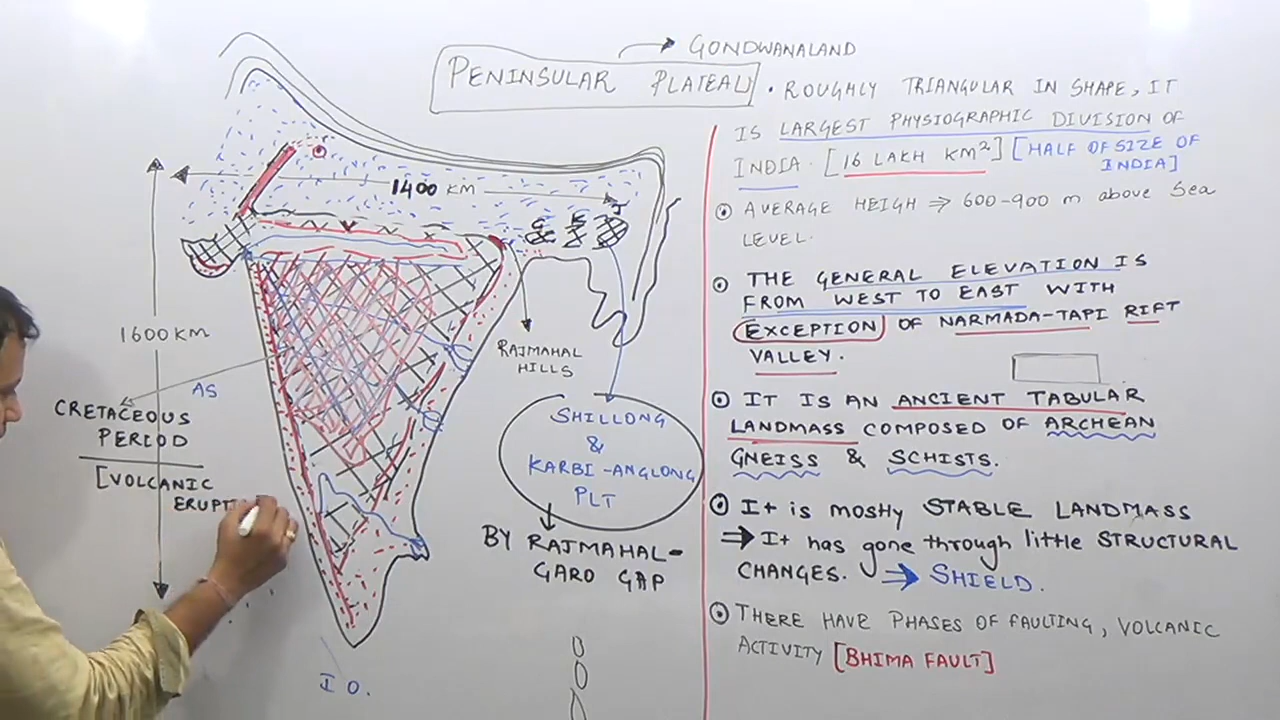 GONDWANALAND
PENINSULAR PLATEAU
• ROUGHLY TRIANGULAR IN SHAPE, IT
IS LARGEST PHYSIOGRAPHIC DIVISION OF
INDIA. [16 LAKH KM²] [HALF OF SIZE OF
INDIA]
AVERAGE HEIGH ⇒ 600-900 m above Sea
LEVEL.
THE GENERAL ELEVATION IS
FROM WEST TO EAST WITH
EXCEPTION OF NARMADA-TAPI RIFT
VALLEY.
IT IS AN ANCIENT TABULAR
LANDMASS COMPOSED OF ARCHEAN
GNEISS & SCHISTS.
It is mostly STABLE LANDMASS
⇒ It has gone through little STRUCTURAL
CHANGES. ⇒ SHIELD.
THERE HAVE PHASES OF FAULTING, VOLCANIC
ACTIVITY [BHIMA FAULT]
1400 KM
G K J
1600 KM
AS
CRETACEOUS
PERIOD
[VOLCANIC
ERUPTI
RAJMAHAL
HILLS
SHILLONG
&
KARBI-ANGLONG
PLT
BY RAJMAHAL-
GARO GAP
I O.